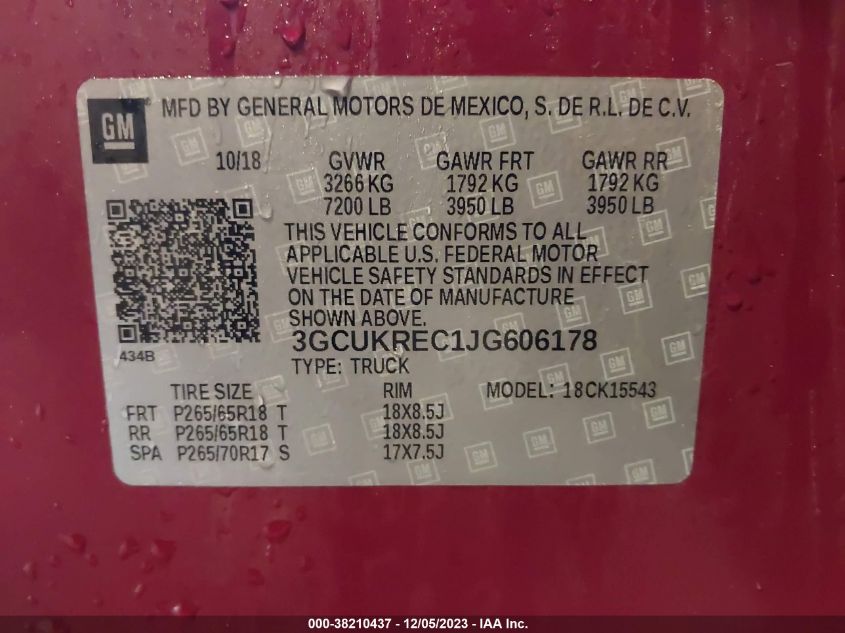 GM
® MFD BY GENERAL MOTORS DE MEXICO, S. DE R.L. DE C.V.
10/18 GVWR GAWR FRT GAWR RR
3266 KG 1792 KG 1792 KG
7200 LB 3950 LB 3950 LB
THIS VEHICLE CONFORMS TO ALL
APPLICABLE U.S. FEDERAL MOTOR
VEHICLE SAFETY STANDARDS IN EFFECT
ON THE DATE OF MANUFACTURE
SHOWN ABOVE.
434B
3GCUKREC1JG606178
TYPE: TRUCK
TIRE SIZE RIM MODEL: 18CK15543
FRT P265/65R18 T 18X8.5J
RR P265/65R18 T 18X8.5J
SPA P265/70R17 S 17X7.5J
000-38210437 - 12/05/2023 - IAA Inc.